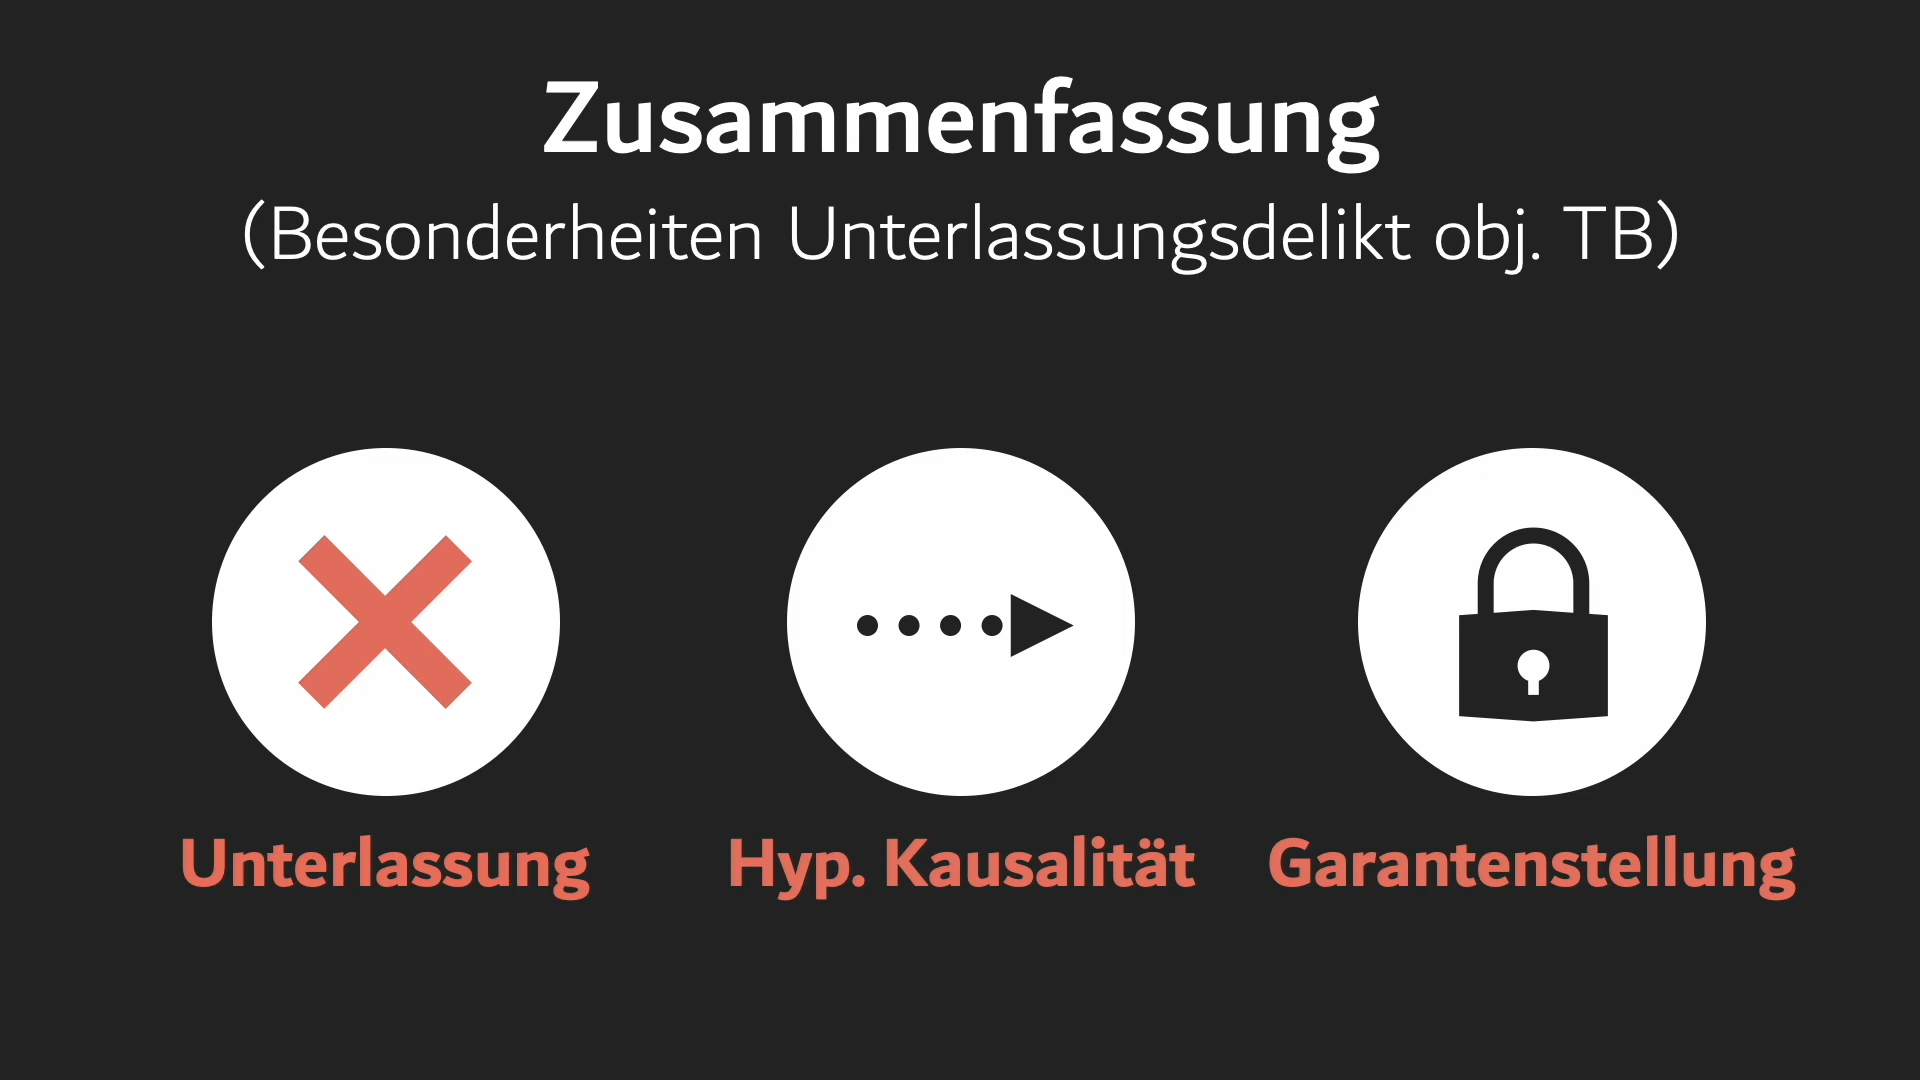 Zusammenfassung
(Besonderheiten Unterlassungsdelikt obj. TB)
Unterlassung
Hyp. Kausalität
Garantenstellung